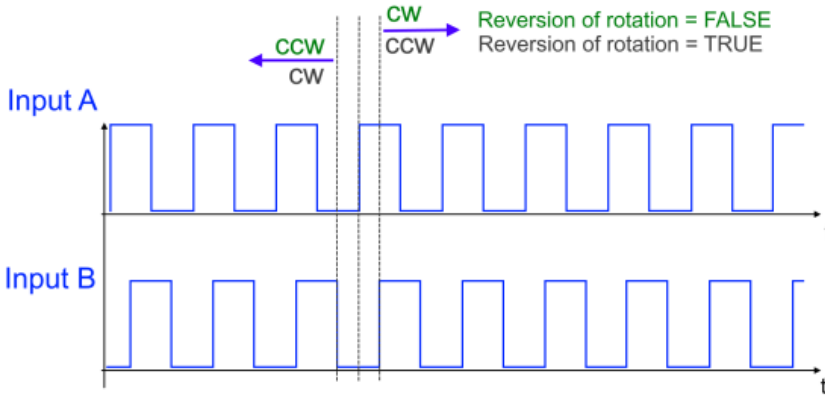 CW
Reversion of rotation = FALSE
CCW
CCW
Reversion of rotation = TRUE
CW
Input A
Input B
t